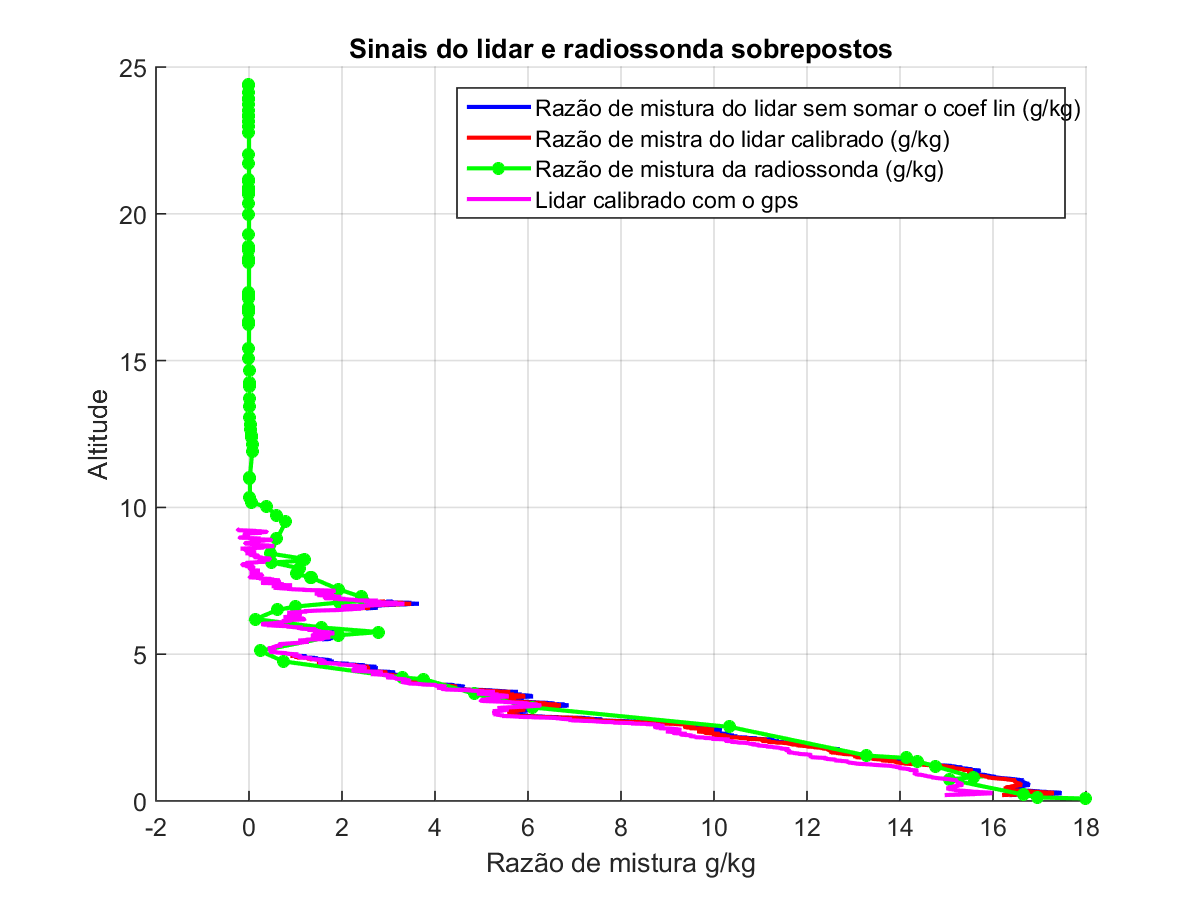 Sinais do lidar e radiossonda sobrepostos
25
20
15
10
5
0
Altitude
Razão de mistura do lidar sem somar o coef lin (g/kg)
Razão de mistra do lidar calibrado (g/kg)
Razão de mistura da radiossonda (g/kg)
Lidar calibrado com o gps
-2 0 2 4 6 8 10 12 14 16 18
Razão de mistura g/kg